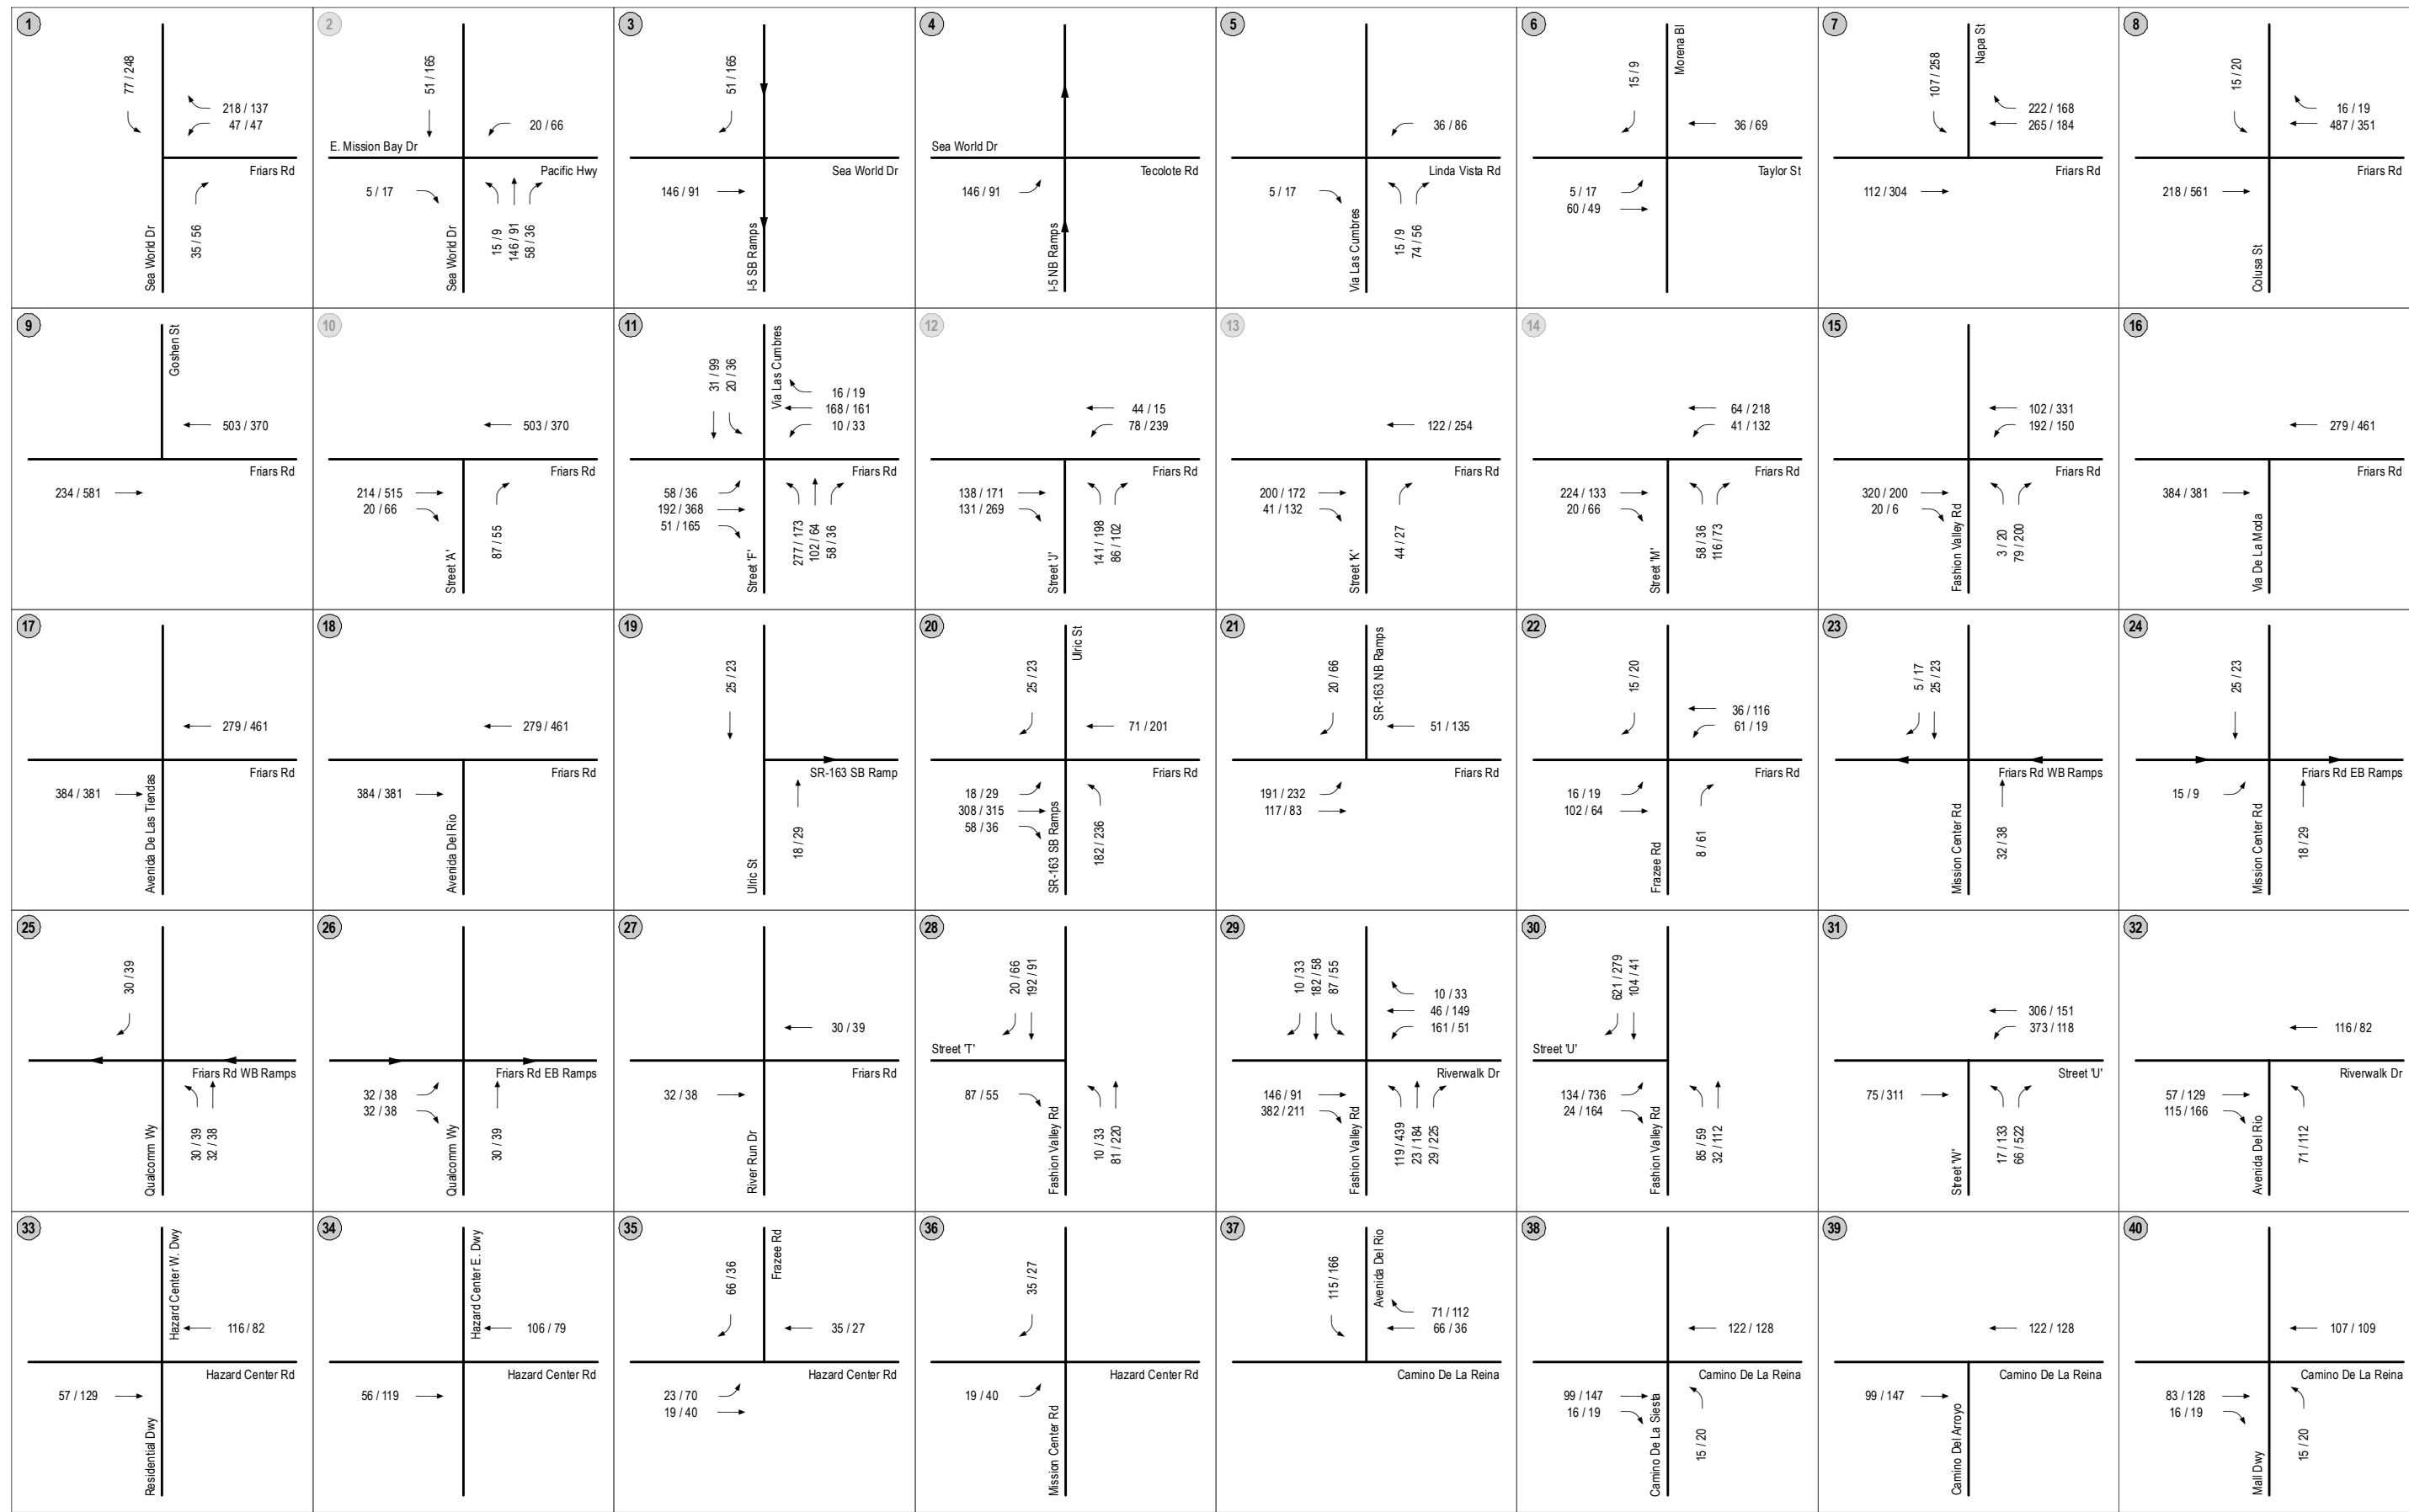 1
77 / 248
218 / 137
47 / 47
Friars Rd
35 / 56
Sea World Dr
2
51 / 165
20 / 66
E. Mission Bay Dr
Pacific Hwy
5 / 17
15 / 9
146 / 91
58 / 36
Sea World Dr
3
51 / 165
Sea World Dr
146 / 91
I-5 SB Ramps
4
Sea World Dr
Tecolote Rd
146 / 91
I-5 NB Ramps
5
36 / 86
Linda Vista Rd
5 / 17
15 / 9
74 / 56
Via Las Cumbres
6
15 / 9
Morena Bl
36 / 69
Taylor St
5 / 17
60 / 49
7
107 / 258
Napa St
222 / 168
265 / 184
Friars Rd
112 / 304
8
15 / 20
16 / 19
487 / 351
Friars Rd
218 / 561
Colusa St
9
Goshen St
503 / 370
Friars Rd
234 / 581
10
503 / 370
Friars Rd
214 / 515
20 / 66
87 / 55
Street 'A'
11
31 / 99
20 / 36
Via Las Cumbres
16 / 19
168 / 161
10 / 33
Friars Rd
58 / 36
192 / 368
51 / 165
277 / 173
102 / 64
58 / 36
Street 'F'
12
44 / 15
78 / 239
Friars Rd
138 / 171
131 / 269
141 / 198
86 / 102
Street 'J'
13
122 / 254
Friars Rd
200 / 172
41 / 132
44 / 27
Street 'K'
14
64 / 218
41 / 132
Friars Rd
224 / 133
20 / 66
58 / 36
116 / 73
Street 'M'
15
102 / 331
192 / 150
Friars Rd
320 / 200
20 / 6
3 / 20
79 / 200
Fashion Valley Rd
16
279 / 461
Friars Rd
384 / 381
Via De La Moda
17
279 / 461
Friars Rd
384 / 381
Avenida De Las Tiendas
18
279 / 461
Friars Rd
384 / 381
Avenida Del Rio
19
25 / 23
SR-163 SB Ramp
18 / 29
Ulric St
20
25 / 23
Ulric St
71 / 201
Friars Rd
18 / 29
308 / 315
58 / 36
182 / 236
SR-163 SB Ramps
21
20 / 66
SR-163 NB Ramps
51 / 135
Friars Rd
191 / 232
117 / 83
22
15 / 20
36 / 116
61 / 19
Friars Rd
16 / 19
102 / 64
8 / 61
Frazee Rd
23
5 / 17
25 / 23
Friars Rd WB Ramps
32 / 38
Mission Center Rd
24
25 / 23
Friars Rd EB Ramps
15 / 9
18 / 29
Mission Center Rd
25
30 / 39
Friars Rd WB Ramps
30 / 39
32 / 38
Qualcomm Wy
26
Friars Rd EB Ramps
32 / 38
32 / 38
30 / 39
Qualcomm Wy
27
30 / 39
Friars Rd
32 / 38
River Run Dr
28
20 / 66
192 / 91
Street 'T'
87 / 55
10 / 33
81 / 220
Fashion Valley Rd
29
10 / 33
182 / 58
87 / 55
10 / 33
46 / 149
161 / 51
Riverwalk Dr
146 / 91
382 / 211
119 / 439
23 / 184
29 / 225
Fashion Valley Rd
30
621 / 279
104 / 41
Street 'U'
134 / 736
24 / 164
85 / 59
32 / 112
Fashion Valley Rd
31
306 / 151
373 / 118
Street 'U'
75 / 311
17 / 133
66 / 522
Street 'W'
32
116 / 82
Riverwalk Dr
57 / 129
115 / 166
71 / 112
Avenida Del Rio
33
Hazard Center W. Dwy
116 / 82
Hazard Center Rd
57 / 129
Residential Dwy
34
Hazard Center E. Dwy
106 / 79
Hazard Center Rd
56 / 119
35
66 / 36
Frazee Rd
35 / 27
Hazard Center Rd
23 / 70
19 / 40
36
35 / 27
Hazard Center Rd
19 / 40
Mission Center Rd
37
115 / 166
Avenida Del Rio
71 / 112
66 / 36
Camino De La Reina
38
122 / 128
Camino De La Reina
99 / 147
16 / 19
15 / 20
Camino De La Siesta
39
122 / 128
Camino De La Reina
99 / 147
Camino Del Arroyo
40
107 / 109
Camino De La Reina
83 / 128
16 / 19
15 / 20
Mall Dwy